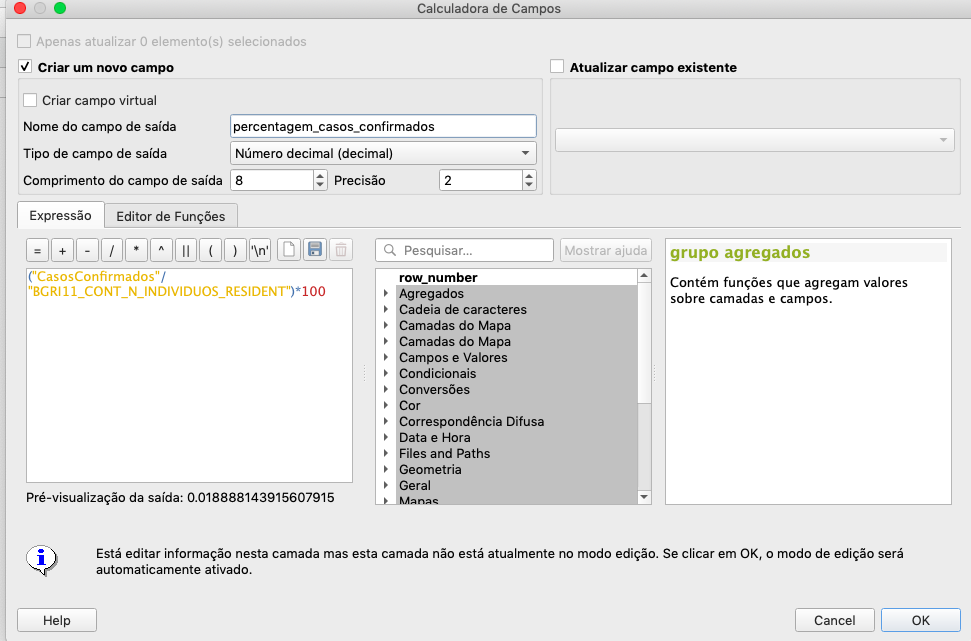 Calculadora de Campos
Apenas atualizar 0 elemento(s) selecionados
Criar um novo campo
Atualizar campo existente
Criar campo virtual
Nome do campo de saída
percentagem_casos_confirmados
Tipo de campo de saída
Número decimal (decimal)
Comprimento do campo de saída
8
Precisão
2
Expressão
Editor de Funções
= + - / * ^ || ( ) '\n'
("CasosConfirmados"/
"BGRI11_CONT_N_INDIVIDUOS_RESIDENT")*100
Pré-visualização da saída: 0.018888143915607915
Pesquisar...
Mostrar ajuda
row_number
Agregados
Cadeia de caracteres
Camadas do Mapa
Camadas do Mapa
Campos e Valores
Condicionais
Conversões
Cor
Correspondência Difusa
Data e Hora
Files and Paths
Geometria
Geral
Mapas
grupo agregados
Contém funções que agregam valores
sobre camadas e campos.
Está editar informação nesta camada mas esta camada não está atualmente no modo edição. Se clicar em OK, o modo de edição será
automaticamente ativado.
Help
Cancel
OK